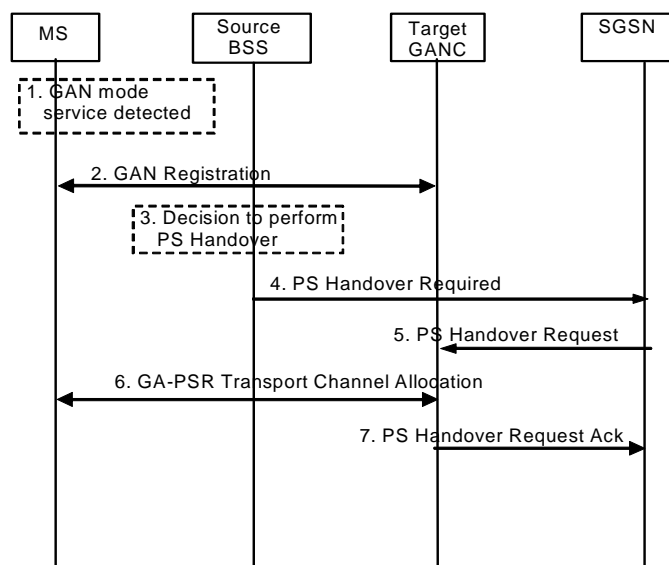 MS
Source
BSS
Target
GANC
SGSN
1. GAN mode
service detected
2. GAN Registration
3. Decision to perform
PS Handover
4. PS Handover Required
5. PS Handover Request
6. GA-PSR Transport Channel Allocation
7. PS Handover Request Ack